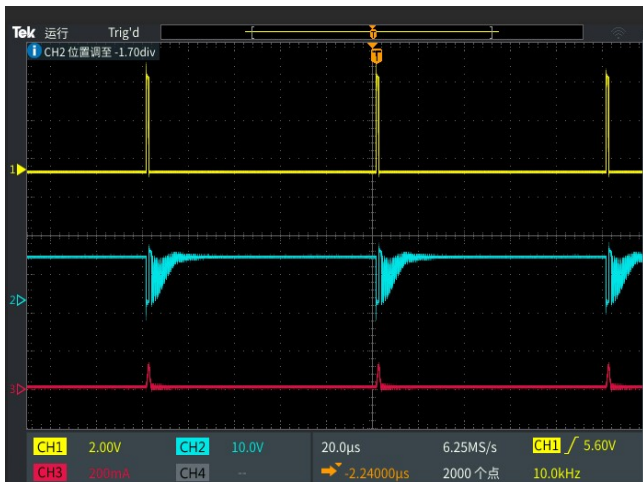 Tek 运行 Trig'd
T
i CH2 位置调至 -1.70div
T
1
2
3
CH1 2.00V CH2 10.0V 20.0μs 6.25MS/s CH1 5.60V
CH3 200mA CH4 -- -2.24000μs 2000 个点 10.0kHz